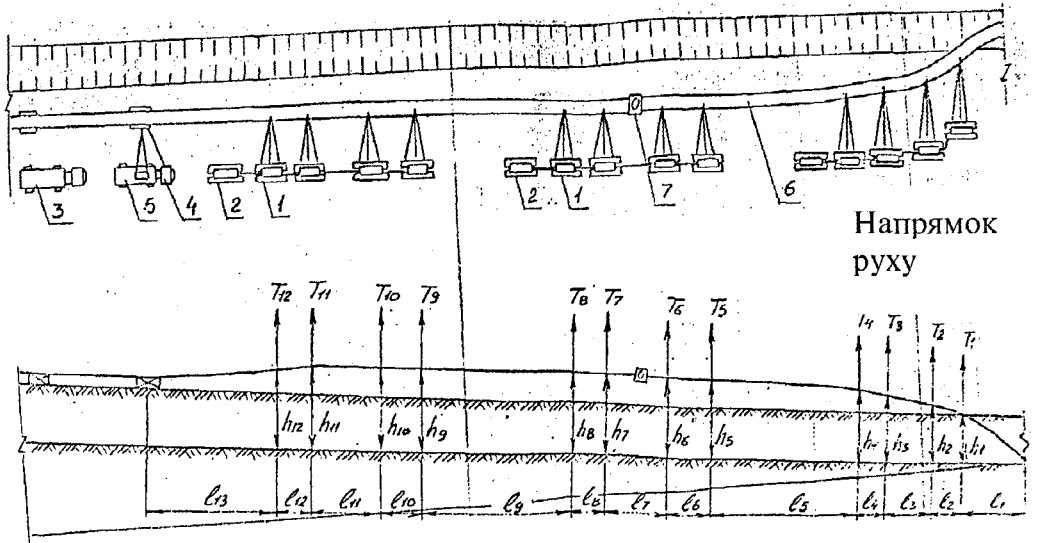 I
3 5 4 2 1 2 1 7 6
Напрямок
руху
T12 T11 T10 T9 T8 T7 T6 T5 T4 T3 T2 T1
h12 h11 h10 h9 h8 h7 h6 h5 h4 h3 h2 h1
l13 l12 l11 l10 l9 l8 l7 l6 l5 l4 l3 l2 l1